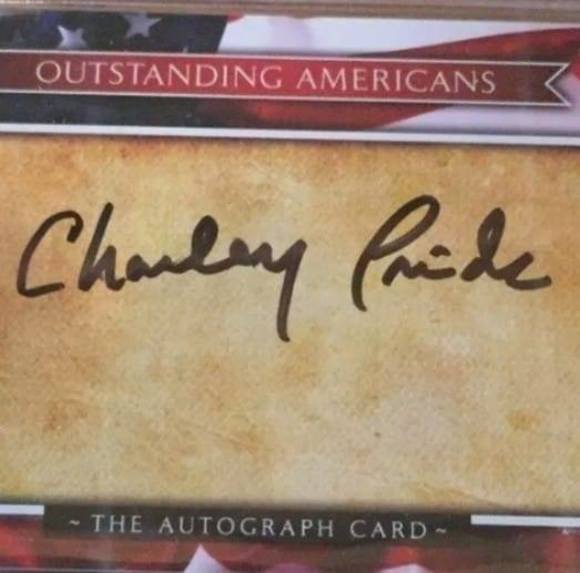 OUTSTANDING AMERICANS
Charley Pride
~ THE AUTOGRAPH CARD ~